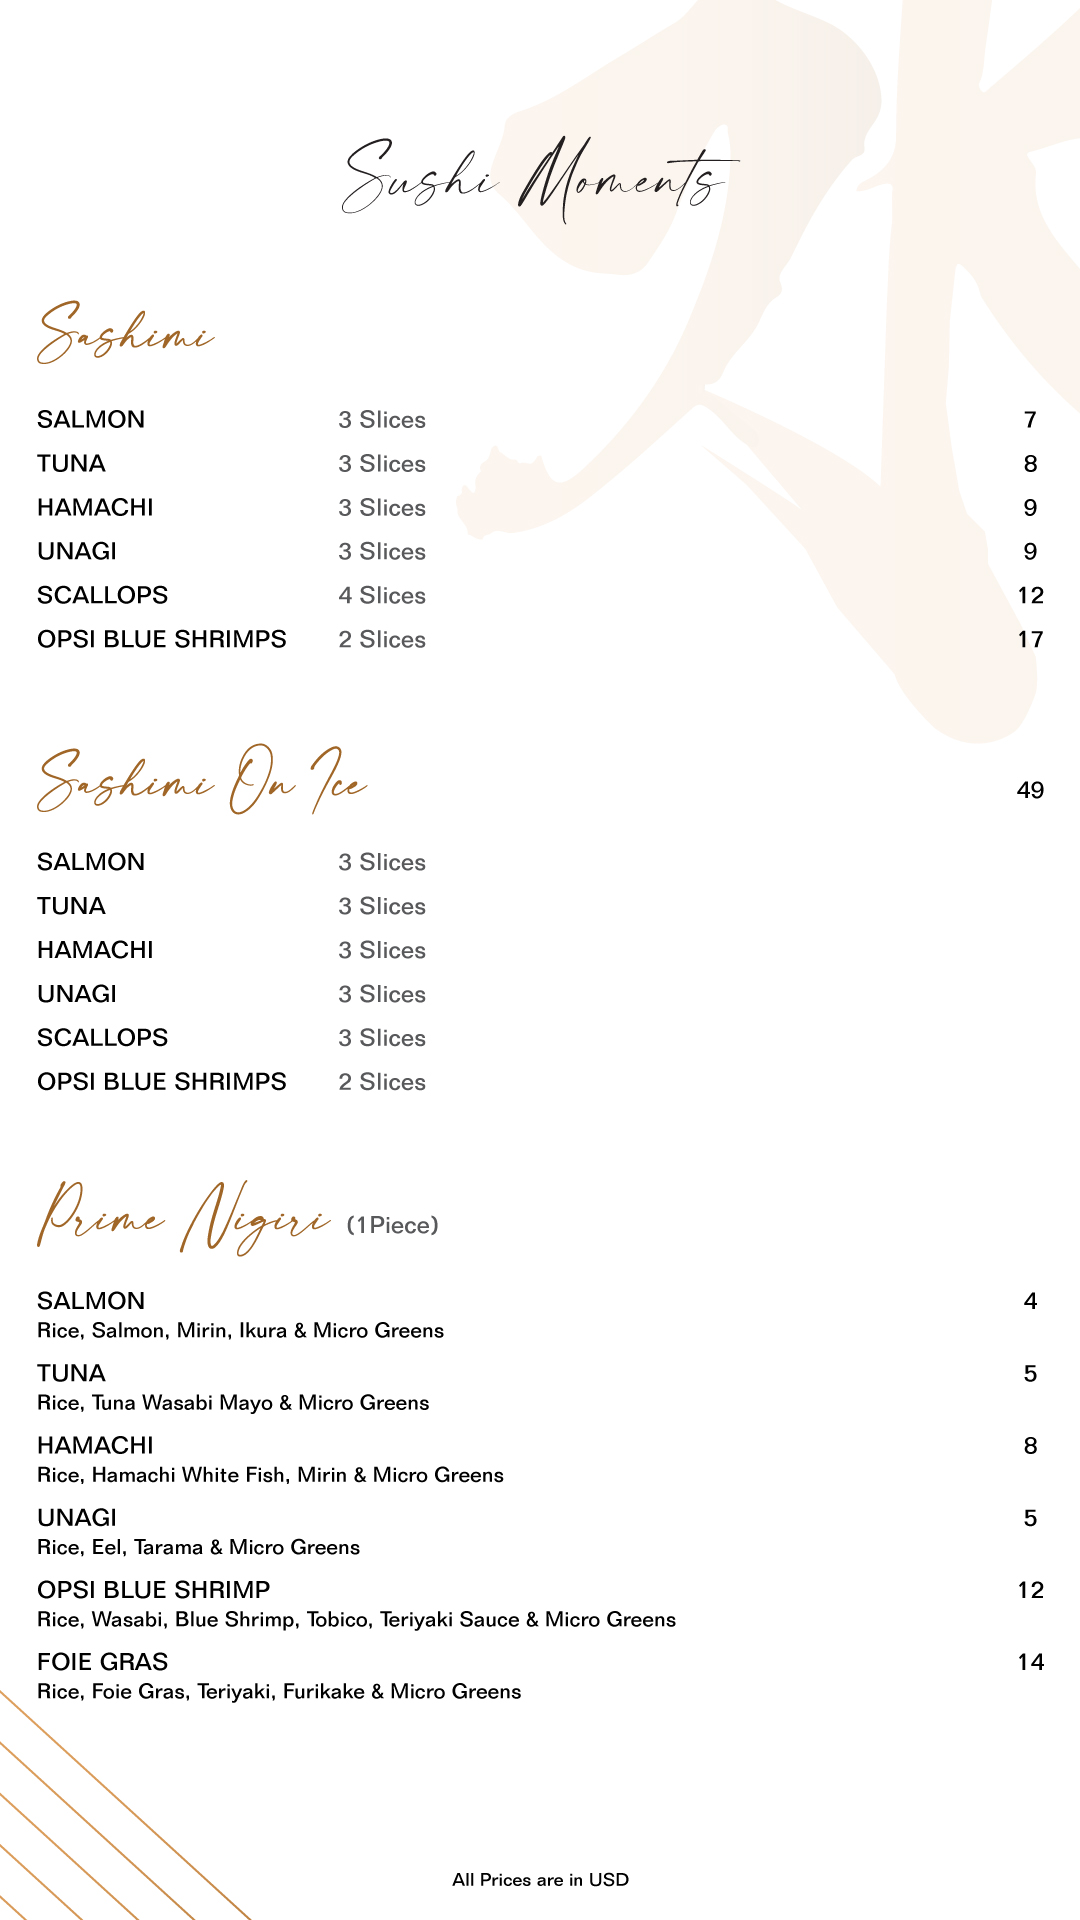 Sushi Moments
Sashimi
SALMON 3 Slices 7
TUNA 3 Slices 8
HAMACHI 3 Slices 9
UNAGI 3 Slices 9
SCALLOPS 4 Slices 12
OPSI BLUE SHRIMPS 2 Slices 17
Sashimi On Ice 49
SALMON 3 Slices
TUNA 3 Slices
HAMACHI 3 Slices
UNAGI 3 Slices
SCALLOPS 3 Slices
OPSI BLUE SHRIMPS 2 Slices
Prime Nigiri (1Piece)
SALMON 4
Rice, Salmon, Mirin, Ikura & Micro Greens
TUNA 5
Rice, Tuna Wasabi Mayo & Micro Greens
HAMACHI 8
Rice, Hamachi White Fish, Mirin & Micro Greens
UNAGI 5
Rice, Eel, Tarama & Micro Greens
OPSI BLUE SHRIMP 12
Rice, Wasabi, Blue Shrimp, Tobico, Teriyaki Sauce & Micro Greens
FOIE GRAS 14
Rice, Foie Gras, Teriyaki, Furikake & Micro Greens
All Prices are in USD